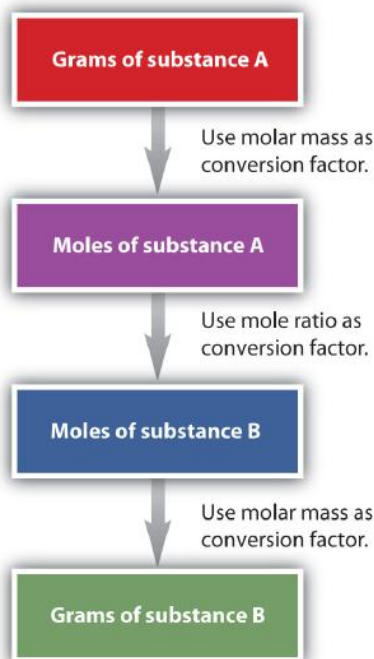 Grams of substance A
Use molar mass as
conversion factor.
Moles of substance A
Use mole ratio as
conversion factor.
Moles of substance B
Use molar mass as
conversion factor.
Grams of substance B